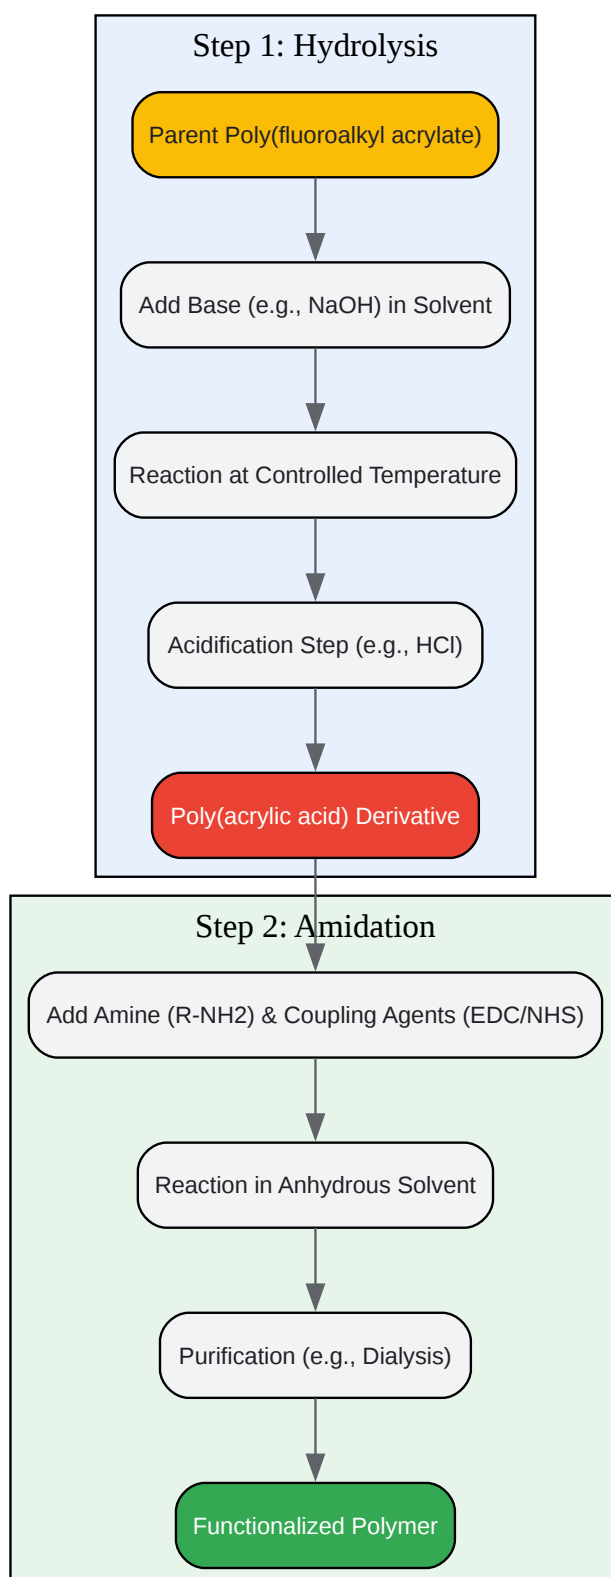 Step 1: Hydrolysis
Parent Poly(fluoroalkyl acrylate)
Add Base (e.g., NaOH) in Solvent
Reaction at Controlled Temperature
Acidification Step (e.g., HCl)
Poly(acrylic acid) Derivative
Step 2: Amidation
Add Amine (R-NH2) & Coupling Agents (EDC/NHS)
Reaction in Anhydrous Solvent
Purification (e.g., Dialysis)
Functionalized Polymer